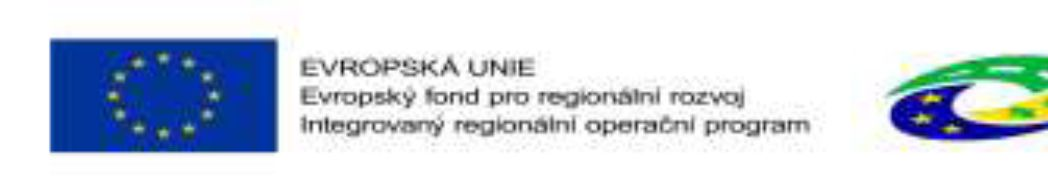 EVROPSKÁ UNIE
Evropský fond pro regionální rozvoj
Integrovaný regionální operační program